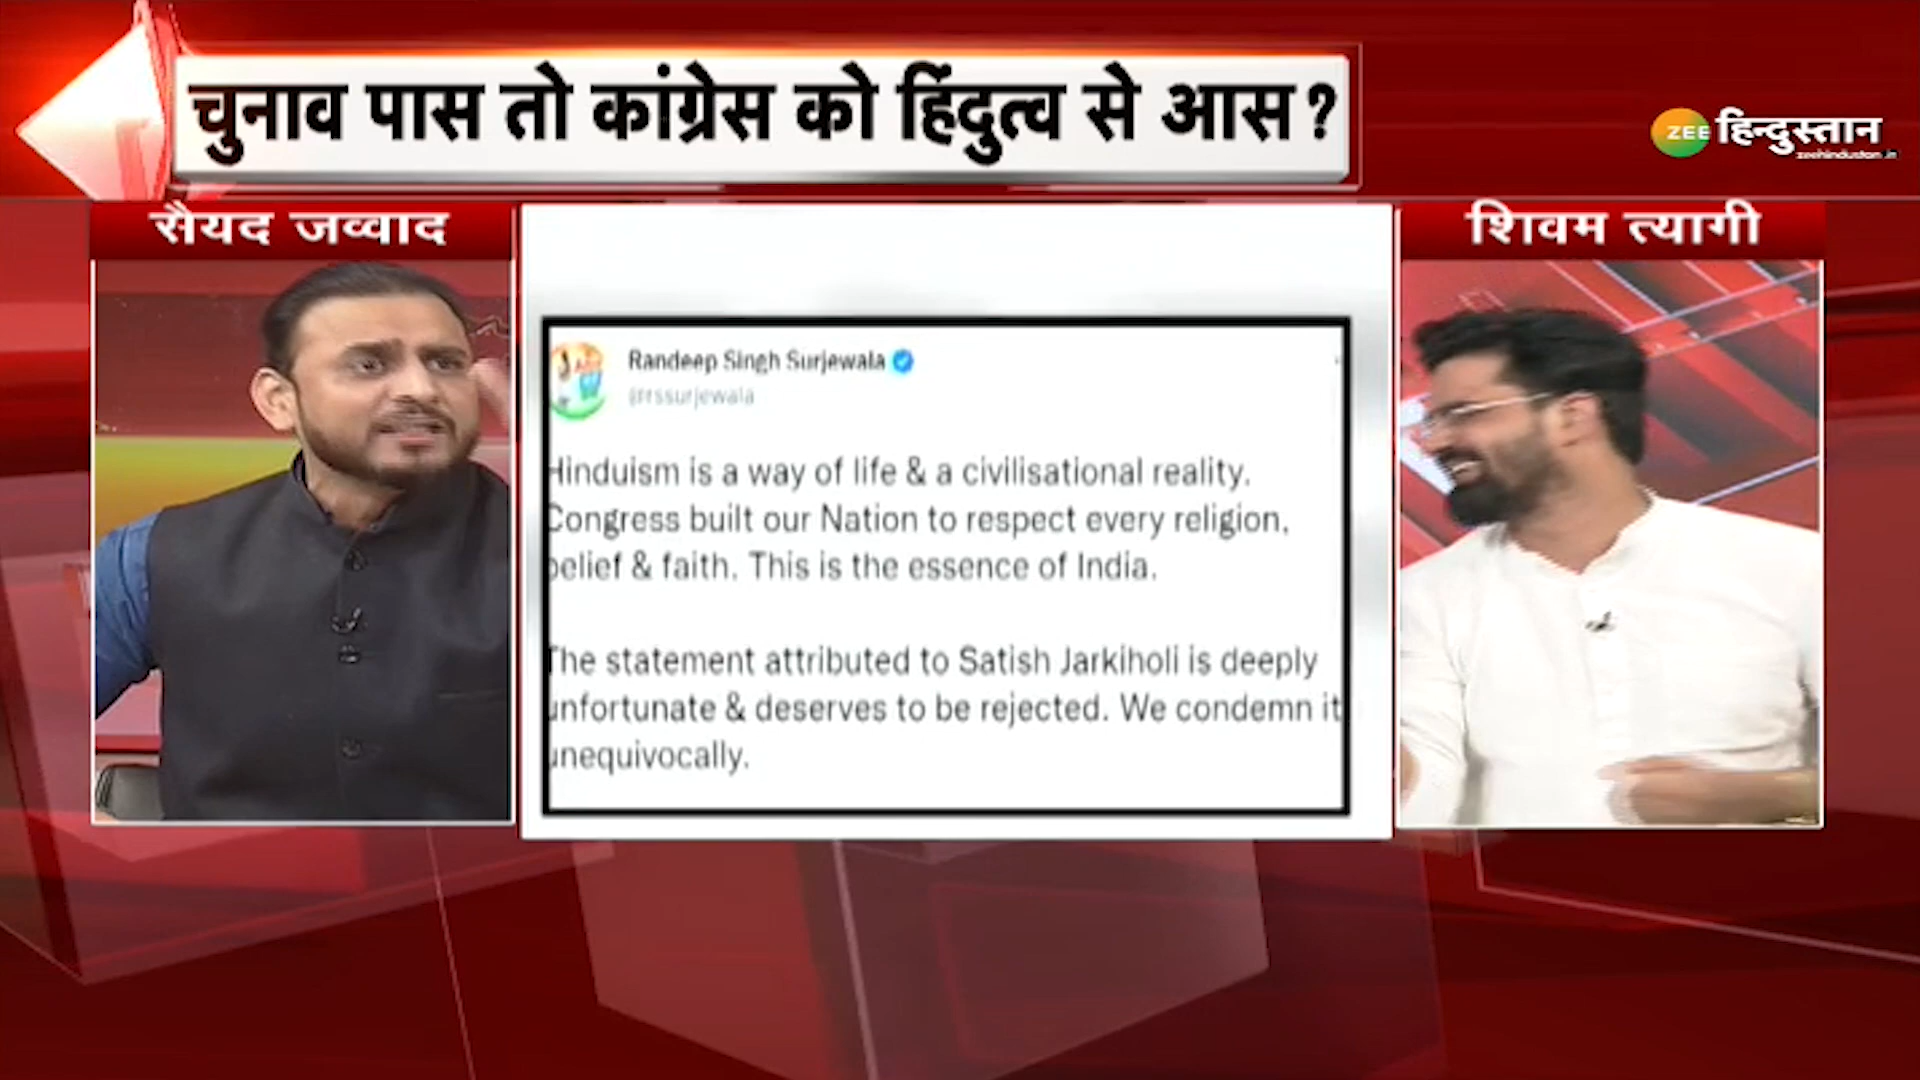 चुनाव पास तो कांग्रेस को हिंदुत्व से आस?
ZEE हिन्दुस्तान
zeehindustan.in
सैयद जव्वाद
शिवम त्यागी
Randeep Singh Surjewala
@rssurjewala
Hinduism is a way of life & a civilisational reality.
Congress built our Nation to respect every religion,
belief & faith. This is the essence of India.
The statement attributed to Satish Jarkiholi is deeply
unfortunate & deserves to be rejected. We condemn it
unequivocally.